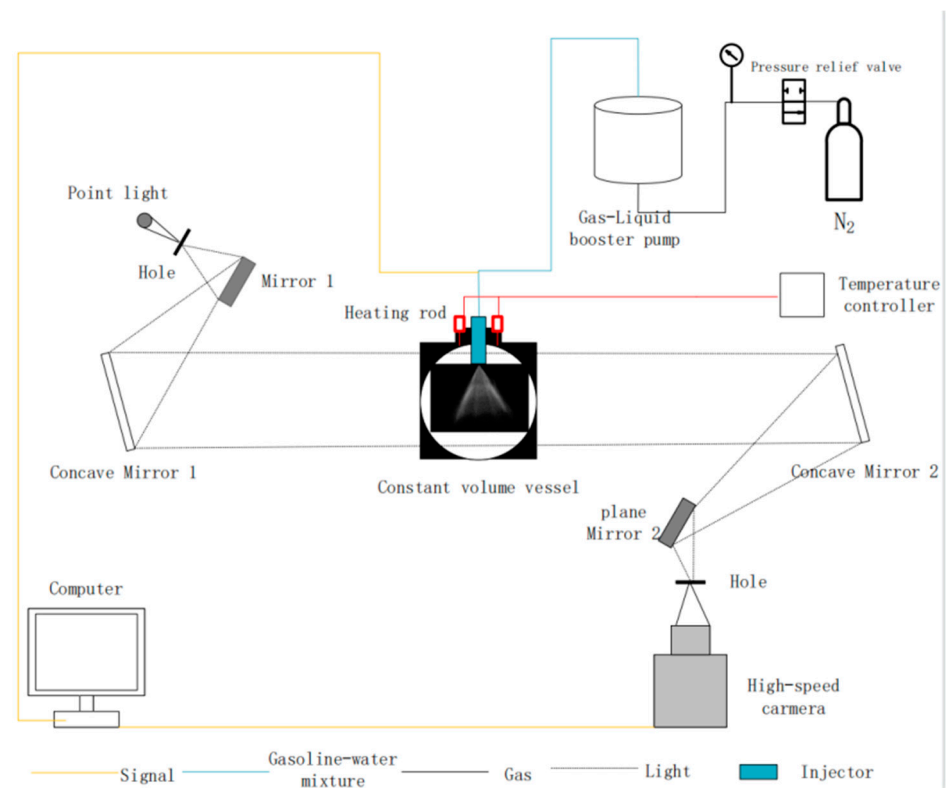 Pressure relief valve
Point light
Gas-Liquid
booster pump
N2
Hole
Mirror 1
Heating rod
Temperature
controller
Concave Mirror 1
Constant volume vessel
Concave Mirror 2
plane
Mirror 2
Hole
Computer
High-speed
carmera
Signal
Gasoline-water
mixture
Gas
Light
Injector